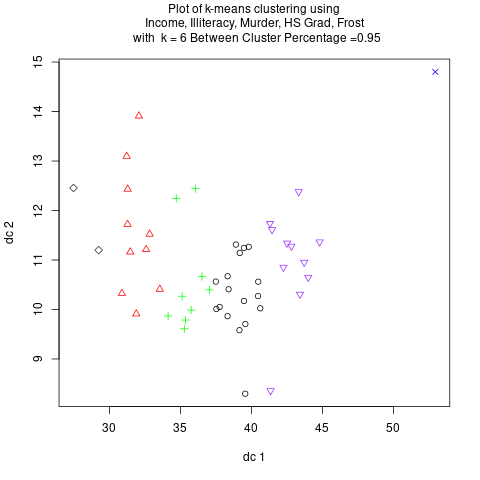 Plot of k-means clustering using
Income, Illiteracy, Murder, HS Grad, Frost
with  k = 6 Between Cluster Percentage =0.95
15
14
13
12
11
10
9
dc 2
30
35
40
45
50
dc 1